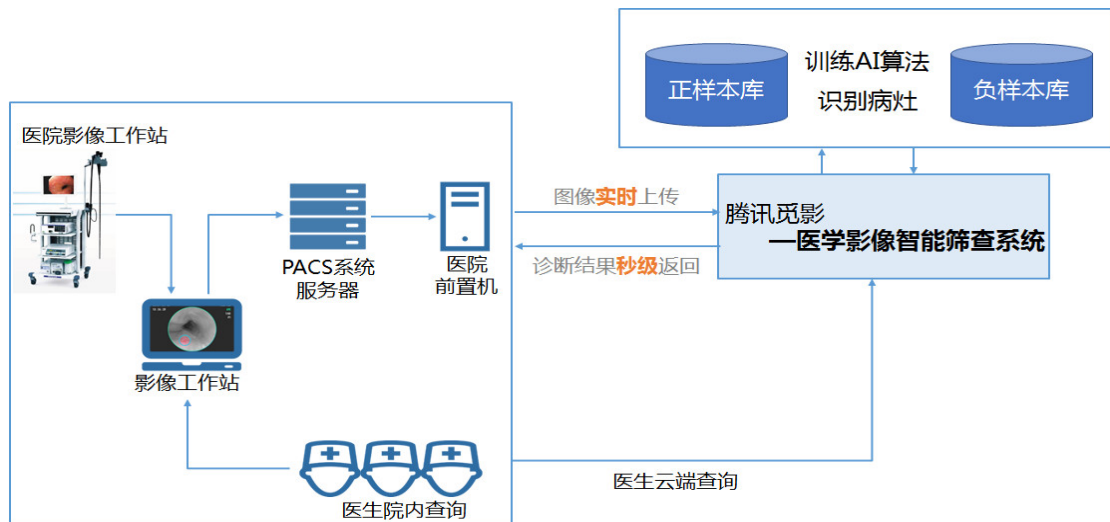 正样本库
训练AI算法
识别病灶
负样本库
医院影像工作站
图像实时上传
腾讯觅影
—医学影像智能筛查系统
诊断结果秒级返回
PACS系统
服务器
医院
前置机
影像工作站
医生院内查询
医生云端查询